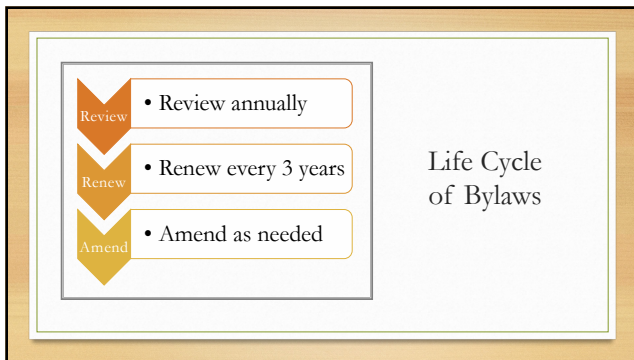 Review
• Review annually
Renew
• Renew every 3 years
Amend
• Amend as needed
Life Cycle
of Bylaws